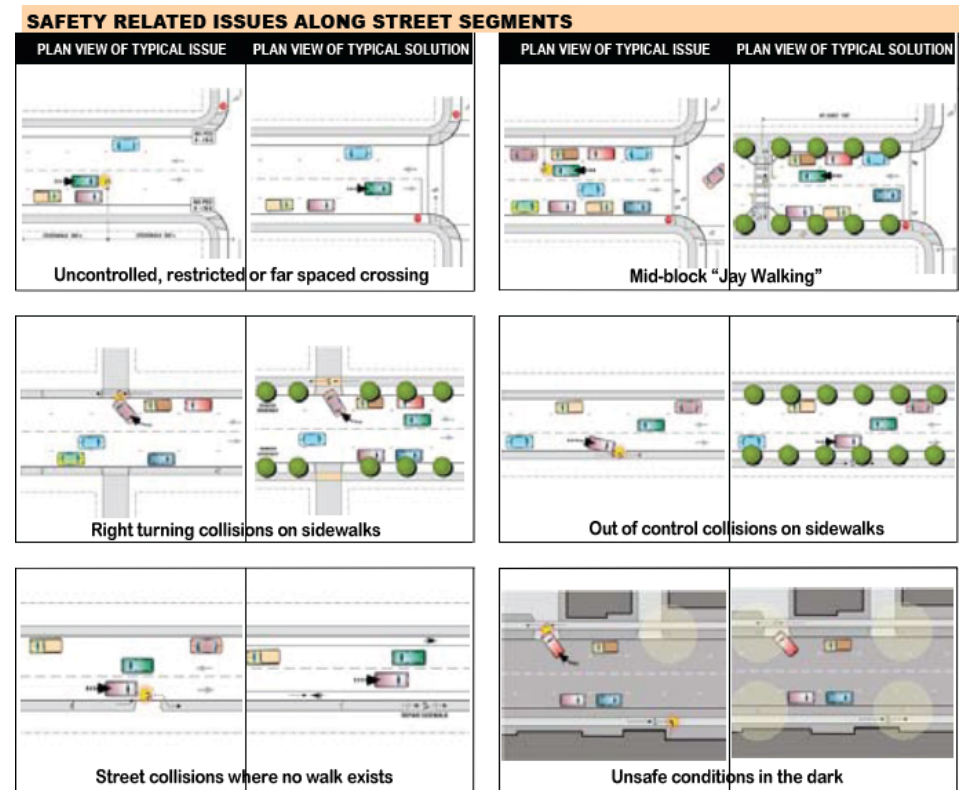 SAFETY RELATED ISSUES ALONG STREET SEGMENTS
PLAN VIEW OF TYPICAL ISSUE
PLAN VIEW OF TYPICAL SOLUTION
PLAN VIEW OF TYPICAL ISSUE
PLAN VIEW OF TYPICAL SOLUTION
Uncontrolled, restricted or far spaced crossing
Mid-block “Jay Walking”
Right turning collisions on sidewalks
Out of control collisions on sidewalks
REPAIR SIDEWALK
Street collisions where no walk exists
Unsafe conditions in the dark